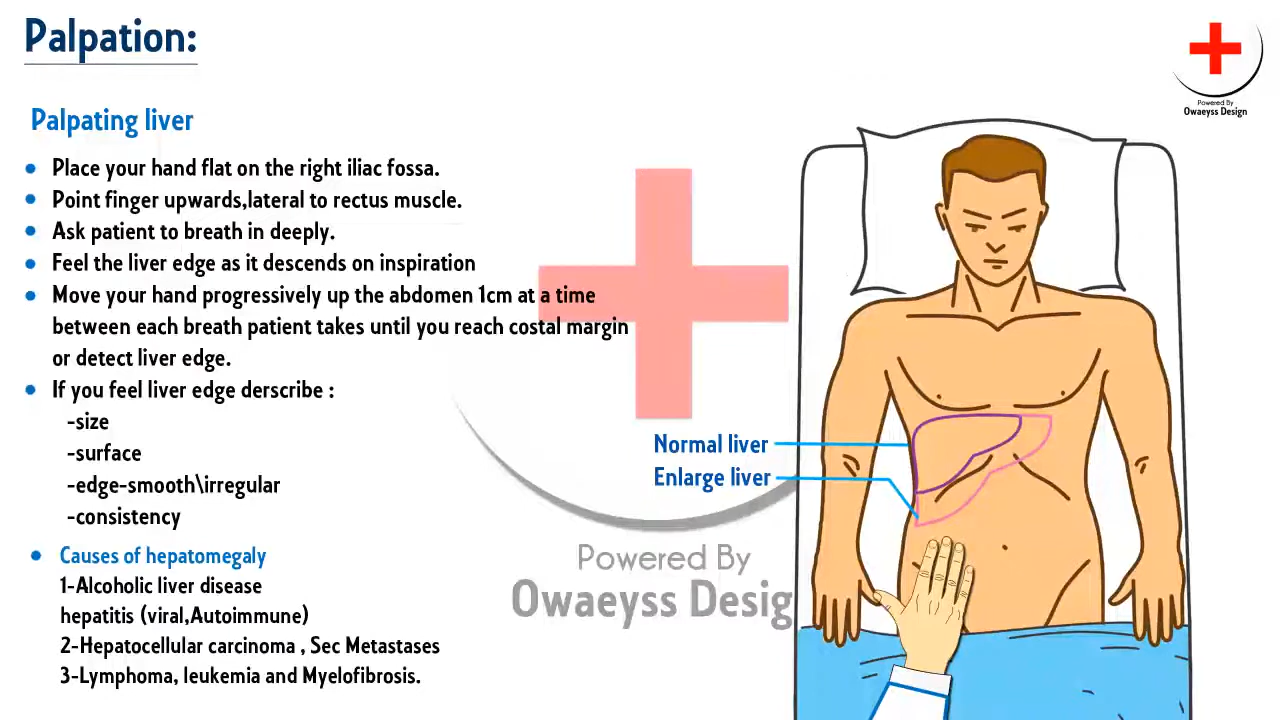 Palpation:
Powered By
Owaeyss Design
Palpating liver
Place your hand flat on the right iliac fossa.
Point finger upwards,lateral to rectus muscle.
Ask patient to breath in deeply.
Feel the liver edge as it descends on inspiration
Move your hand progressively up the abdomen 1cm at a time
between each breath patient takes until you reach costal margin
or detect liver edge.
If you feel liver edge derscribe :
-size
-surface
-edge-smooth\irregular
-consistency
Causes of hepatomegaly
1-Alcoholic liver disease
hepatitis (viral,Autoimmune)
2-Hepatocellular carcinoma , Sec Metastases
3-Lymphoma, leukemia and Myelofibrosis.
Normal liver
Enlarge liver
Powered By
Owaeyss Desig